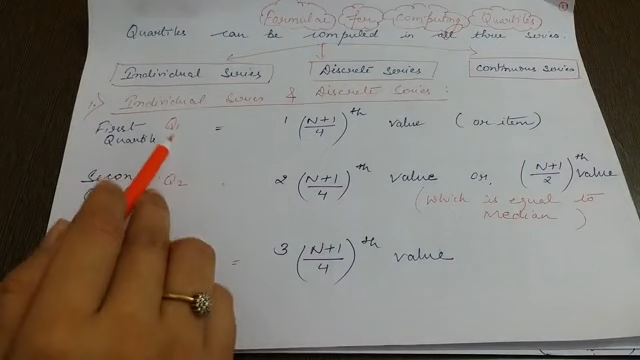 Formulai for computing Quartiles
Quartiles can be computed in all three series.
Individual series
Discrete series
continuous series
Individual series & Discrete series :
First Quartile Q₁ = 1 (N+1/4)th value (or item)
Q₂ 2 (N+1/4)th value or (N+1/2)th value
(which is equal to Median)
= 3 (N+1/4)th value